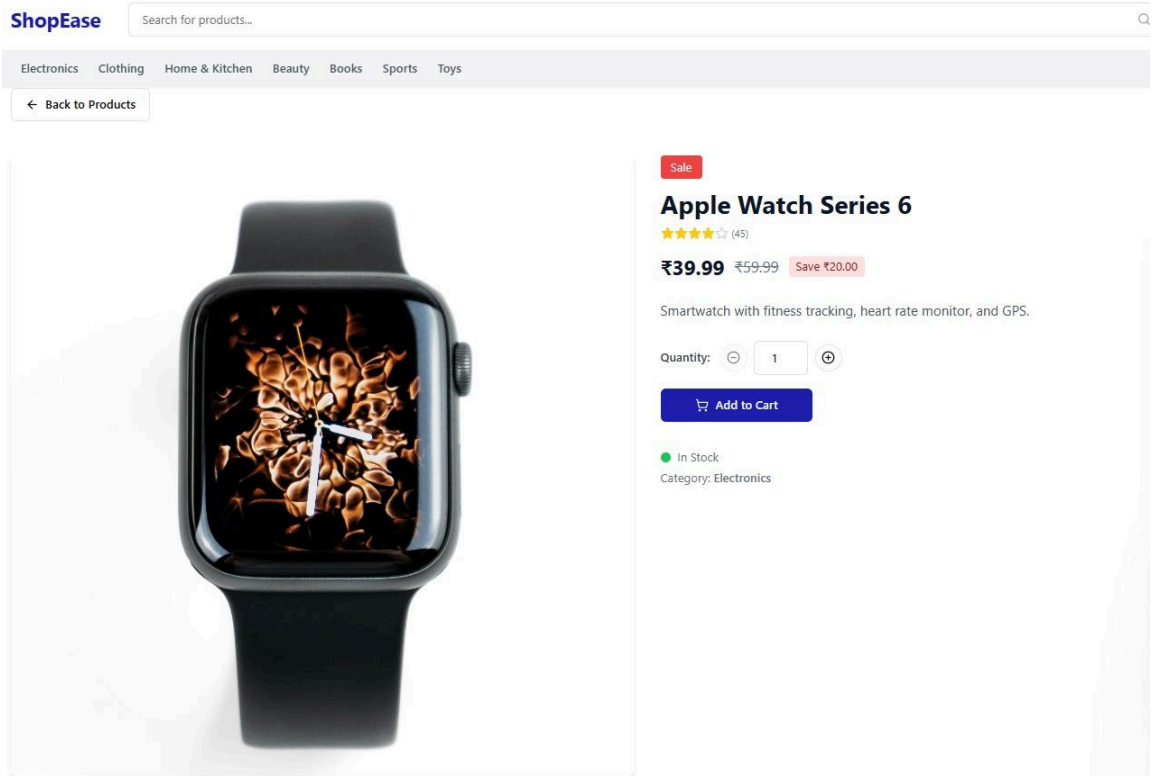 ShopEase
Search for products...
Electronics Clothing Home & Kitchen Beauty Books Sports Toys
Back to Products
Sale
Apple Watch Series 6
(45)
₹39.99 ₹59.99 Save ₹20.00
Smartwatch with fitness tracking, heart rate monitor, and GPS.
Quantity: 1
Add to Cart
In Stock
Category: Electronics